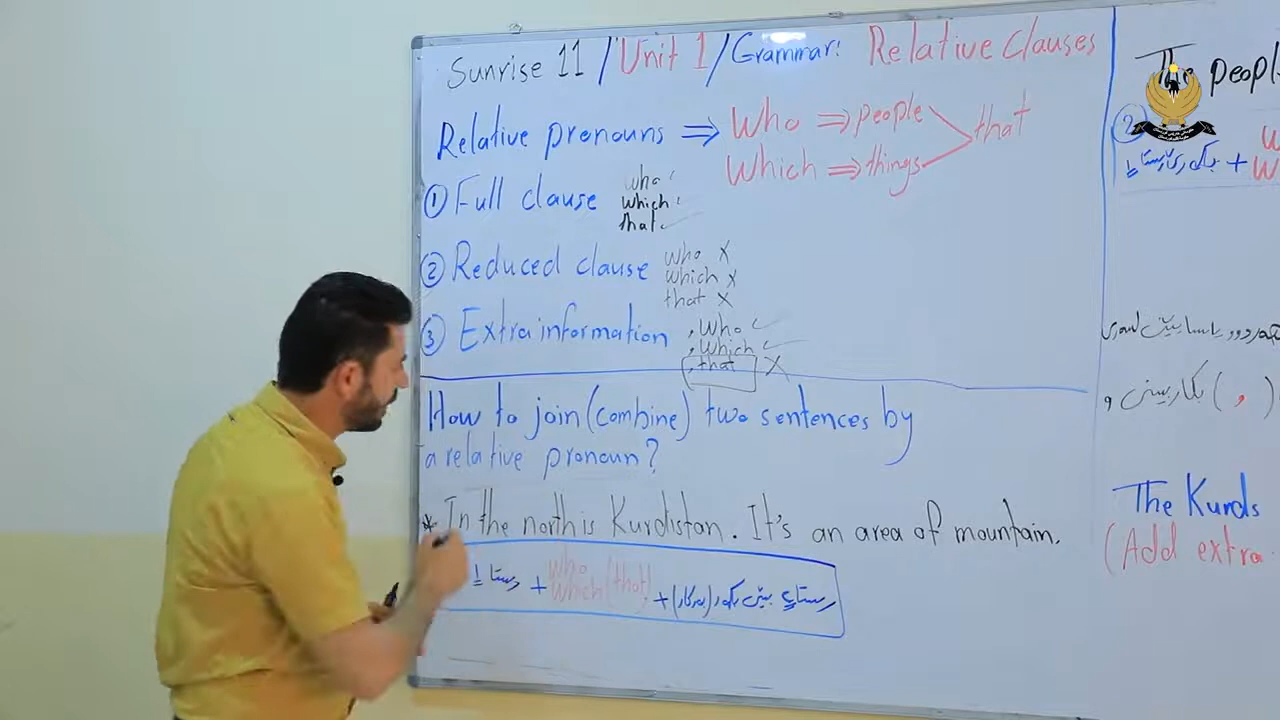 Sunrise 11 / Unit 1 / Grammar: Relative Clauses
Relative pronouns ⇒ Who ⇒ people
Which ⇒ things
that
① Full clause who ✓
which ✓
that ✓
② Reduced clause who X
which X
that X
③ Extra information , who ✓
, which ✓
, that X
How to join (combine) two sentences by
a relative pronoun?
* In the north is Kurdistan. It's an area of mountain.
who
which (that)
The people
②
The Kurds
(Add extra